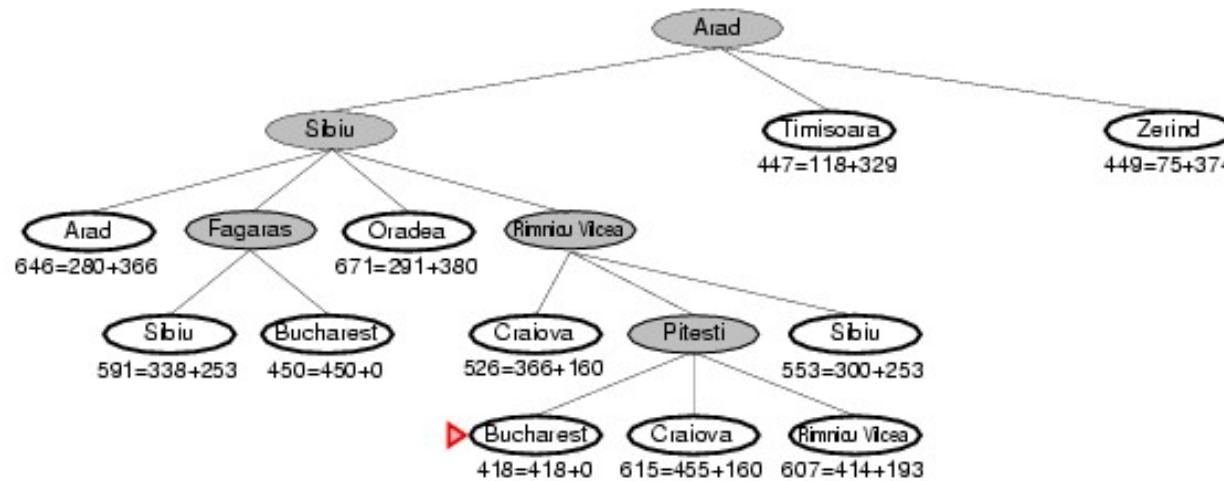 Arad
Sibiu
Timisoara
Zerind
447=118+329
449=75+374
Arad
Fagaras
Oradea
Rimnicu Vilcea
646=280+366
671=291+380
Sibiu
Bucharest
Craiova
Pitesti
Sibiu
591=338+253
450=450+0
526=366+160
553=300+253
Bucharest
Craiova
Rimnicu Vilcea
418=418+0
615=455+160
607=414+193